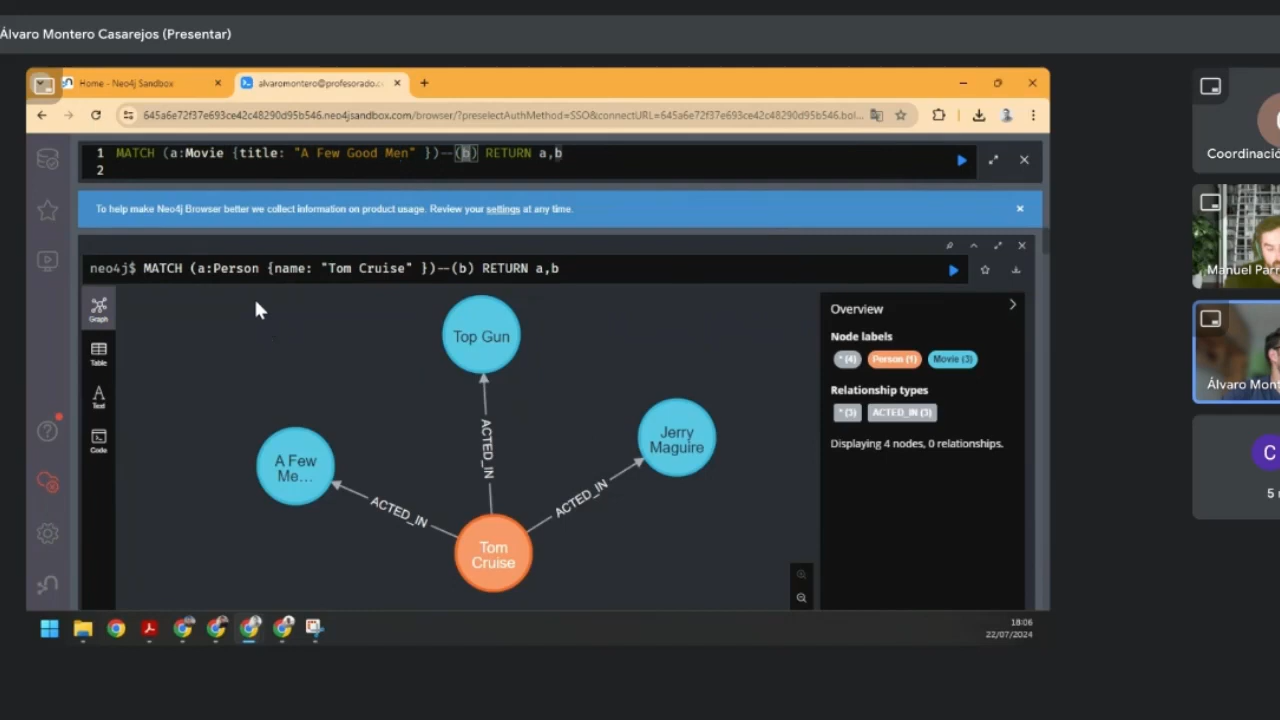 Álvaro Montero Casarejos (Presentar)
Home - Neo4j Sandbox
alvaromontero@profesorado.c
645a6e72f37e693ce42c48290d95b546.neo4jsandbox.com/browser/?preselectAuthMethod=SSO&connectURL=645a6e72f37e693ce42c48290d95b546.bol...
1 MATCH (a:Movie {title: "A Few Good Men" })--(b) RETURN a,b
2
To help make Neo4j Browser better we collect information on product usage. Review your settings at any time.
neo4j$ MATCH (a:Person {name: "Tom Cruise" })--(b) RETURN a,b
Graph
Table
Text
Code
Top Gun
A Few
Me...
Jerry
Maguire
Tom
Cruise
ACTED_IN
ACTED_IN
ACTED_IN
Overview
Node labels
* (4) Person (1) Movie (3)
Relationship types
* (3) ACTED_IN (3)
Displaying 4 nodes, 0 relationships.
18:06
22/07/2024
Coordinació
Manuel Parr
Álvaro Mont
C